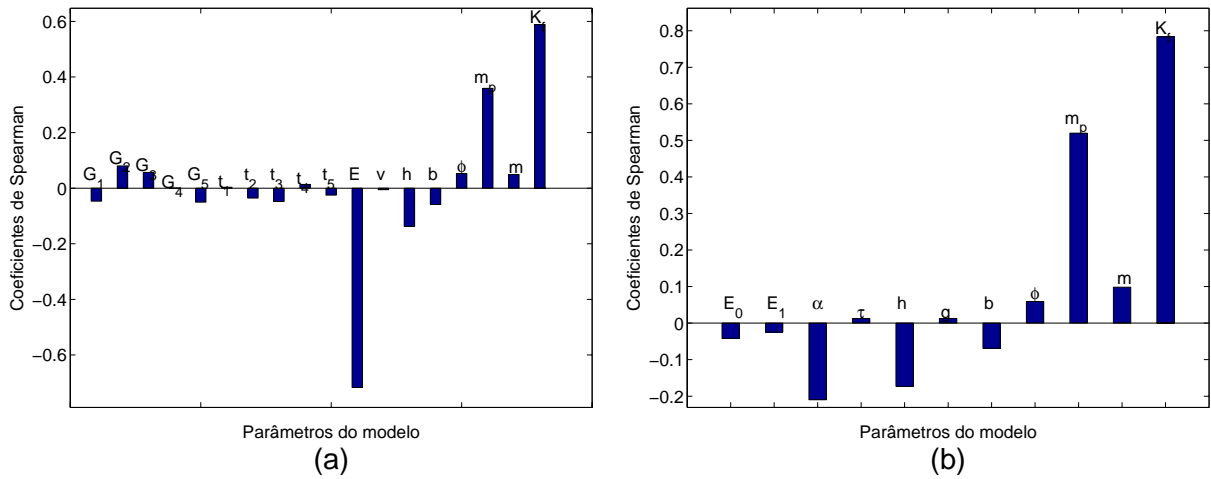 0.6
0.4
0.2
0
−0.2
−0.4
−0.6
Coeficientes de Spearman
G1 G2 G3 G4 G5 t1 t2 t3 t4 t5 E v h b ϕ mp m Kf
Parâmetros do modelo
(a)
0.8
0.7
0.6
0.5
0.4
0.3
0.2
0.1
0
−0.1
−0.2
Coeficientes de Spearman
E0 E1 α τ h g b ϕ mp m Kf
Parâmetros do modelo
(b)